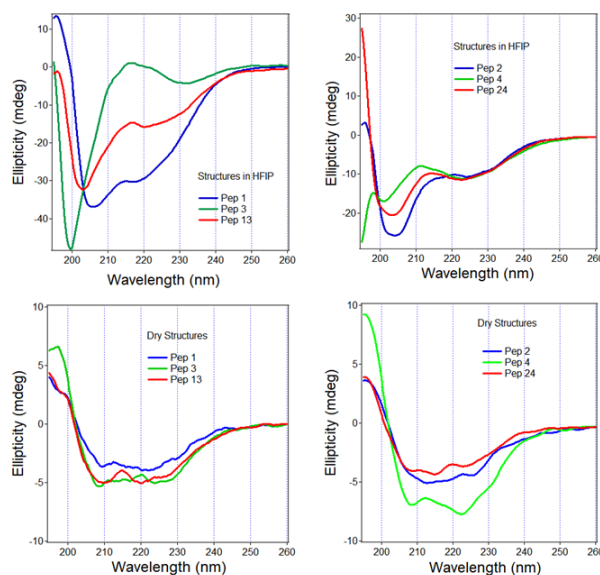 10
0
-10
-20
-30
-40
Ellipticity (mdeg)
Structures in HFIP
Pep 1
Pep 3
Pep 13
200 210 220 230 240 250 260
Wavelength (nm)
30
20
10
0
-10
-20
Ellipticity (mdeg)
Structures in HFIP
Pep 2
Pep 4
Pep 24
200 210 220 230 240 250 260
Wavelength (nm)
10
5
0
-5
-10
Ellipticity (mdeg)
Dry Structures
Pep 1
Pep 3
Pep 13
200 210 220 230 240 250 260
Wavelength (nm)
10
5
0
-5
-10
Ellipticity (mdeg)
Dry Structures
Pep 2
Pep 4
Pep 24
200 210 220 230 240 250 260
Wavelength (nm)